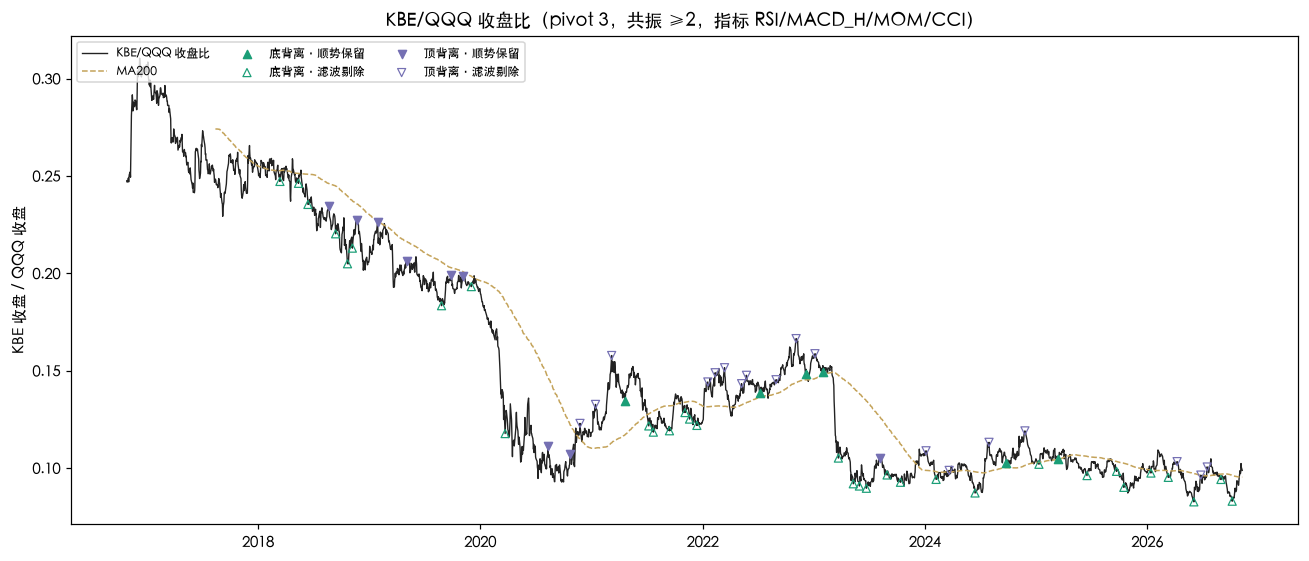 KBE/QQQ 收盘比（pivot 3，共振 ≥2，指标 RSI/MACD_H/MOM/CCI）
KBE/QQQ 收盘比
MA200
底背离·顺势保留
底背离·滤波剔除
顶背离·顺势保留
顶背离·滤波剔除
KBE 收盘 / QQQ 收盘
0.30
0.25
0.20
0.15
0.10
2018
2020
2022
2024
2026